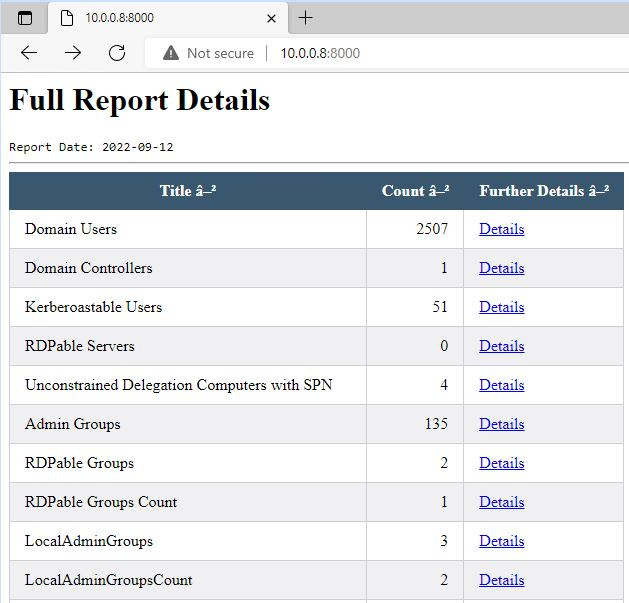 10.0.0.8:8000
Not secure | 10.0.0.8:8000
Full Report Details
Report Date: 2022-09-12
Title â–² Count â–² Further Details â–²
Domain Users 2507 Details
Domain Controllers 1 Details
Kerberoastable Users 51 Details
RDPable Servers 0 Details
Unconstrained Delegation Computers with SPN 4 Details
Admin Groups 135 Details
RDPable Groups 2 Details
RDPable Groups Count 1 Details
LocalAdminGroups 3 Details
LocalAdminGroupsCount 2 Details